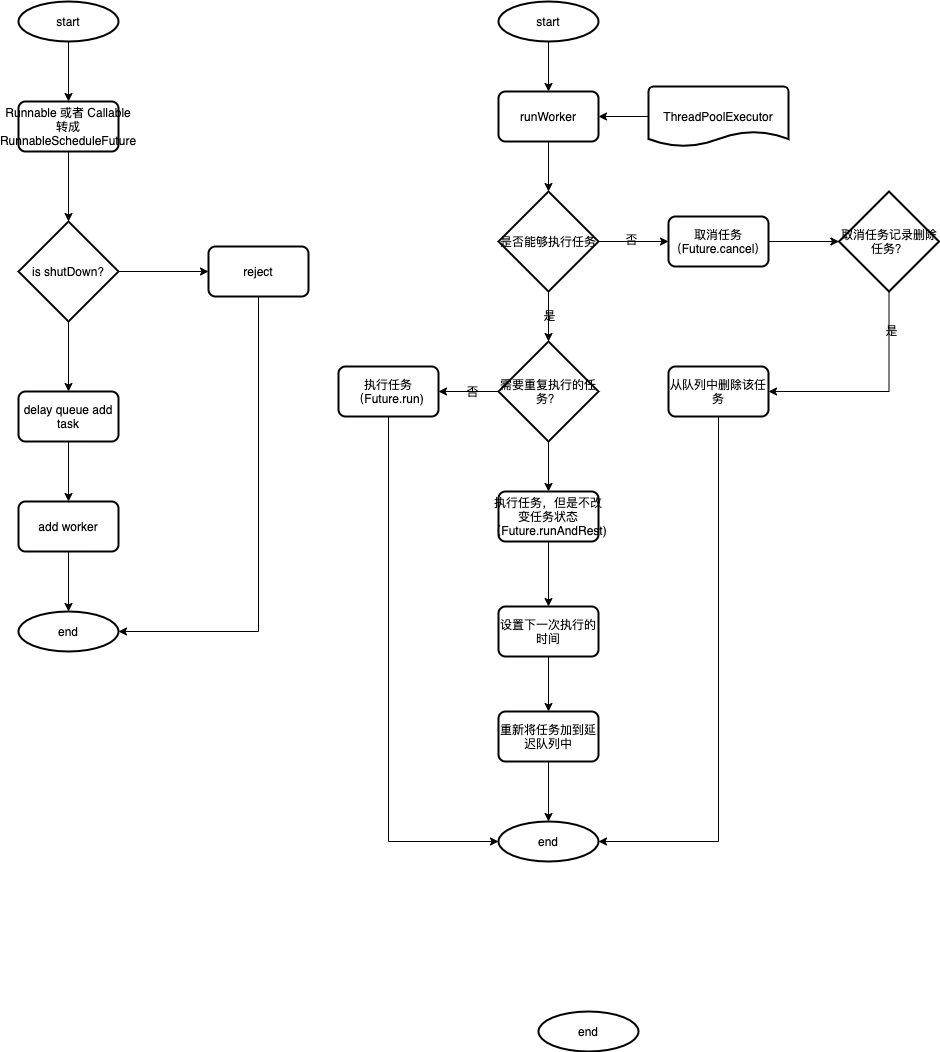 start
Runnable 或者 Callable
转成
RunnableScheduleFuture
is shutDown?
reject
delay queue add
task
add worker
end
start
runWorker
ThreadPoolExecutor
是否能够执行任务
否
取消任务
（Future.cancel）
取消任务记录删除
任务?
是
是
需要重复执行的任
务?
否
执行任务
（Future.run)
从队列中删除该任
务
执行任务，但是不改
变任务状态
（Future.runAndRest)
设置下一次执行的
时间
重新将任务加到延
迟队列中
end
end